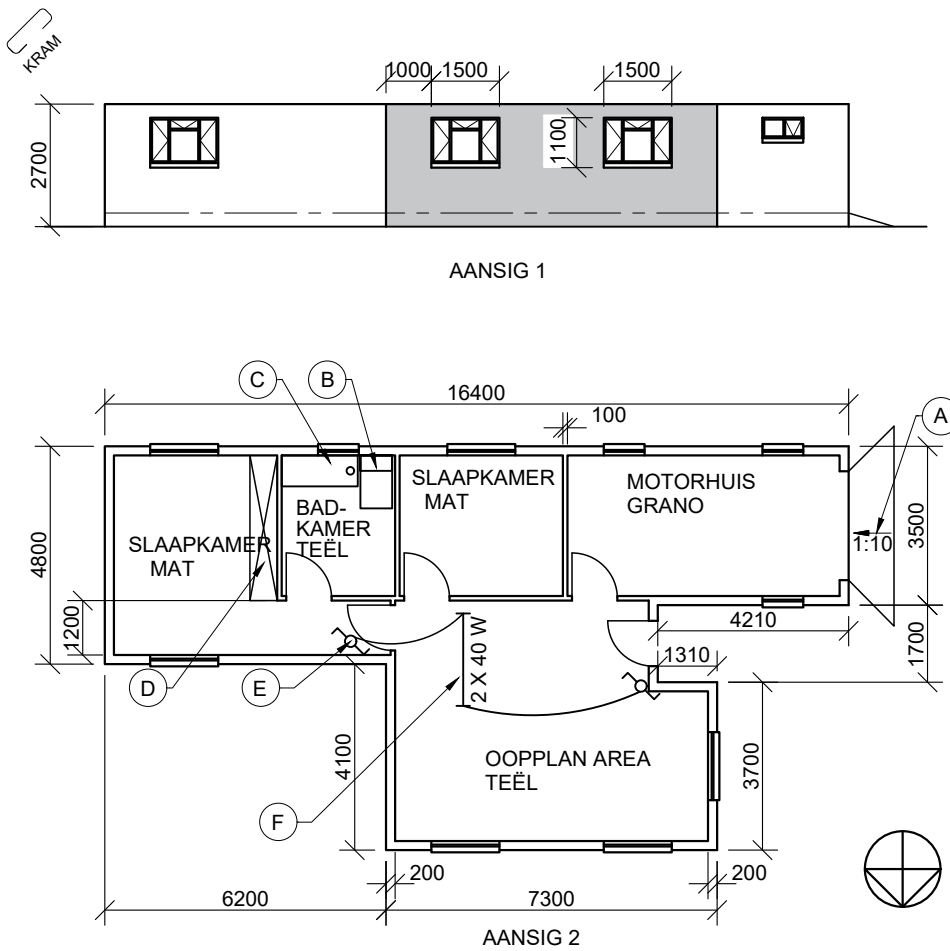 KRAM
1000
1500
1500
2700
1100
AANSIG 1
C
B
16400
100
A
SLAAPKAMER
MAT
BAD-
KAMER
TEËL
SLAAPKAMER
MAT
MOTORHUIS
GRANO
1:10
3500
4800
1200
4210
1700
1310
2 X 40 W
D
E
4100
OOPPLAN AREA
TEËL
3700
F
200
200
6200
7300
AANSIG 2